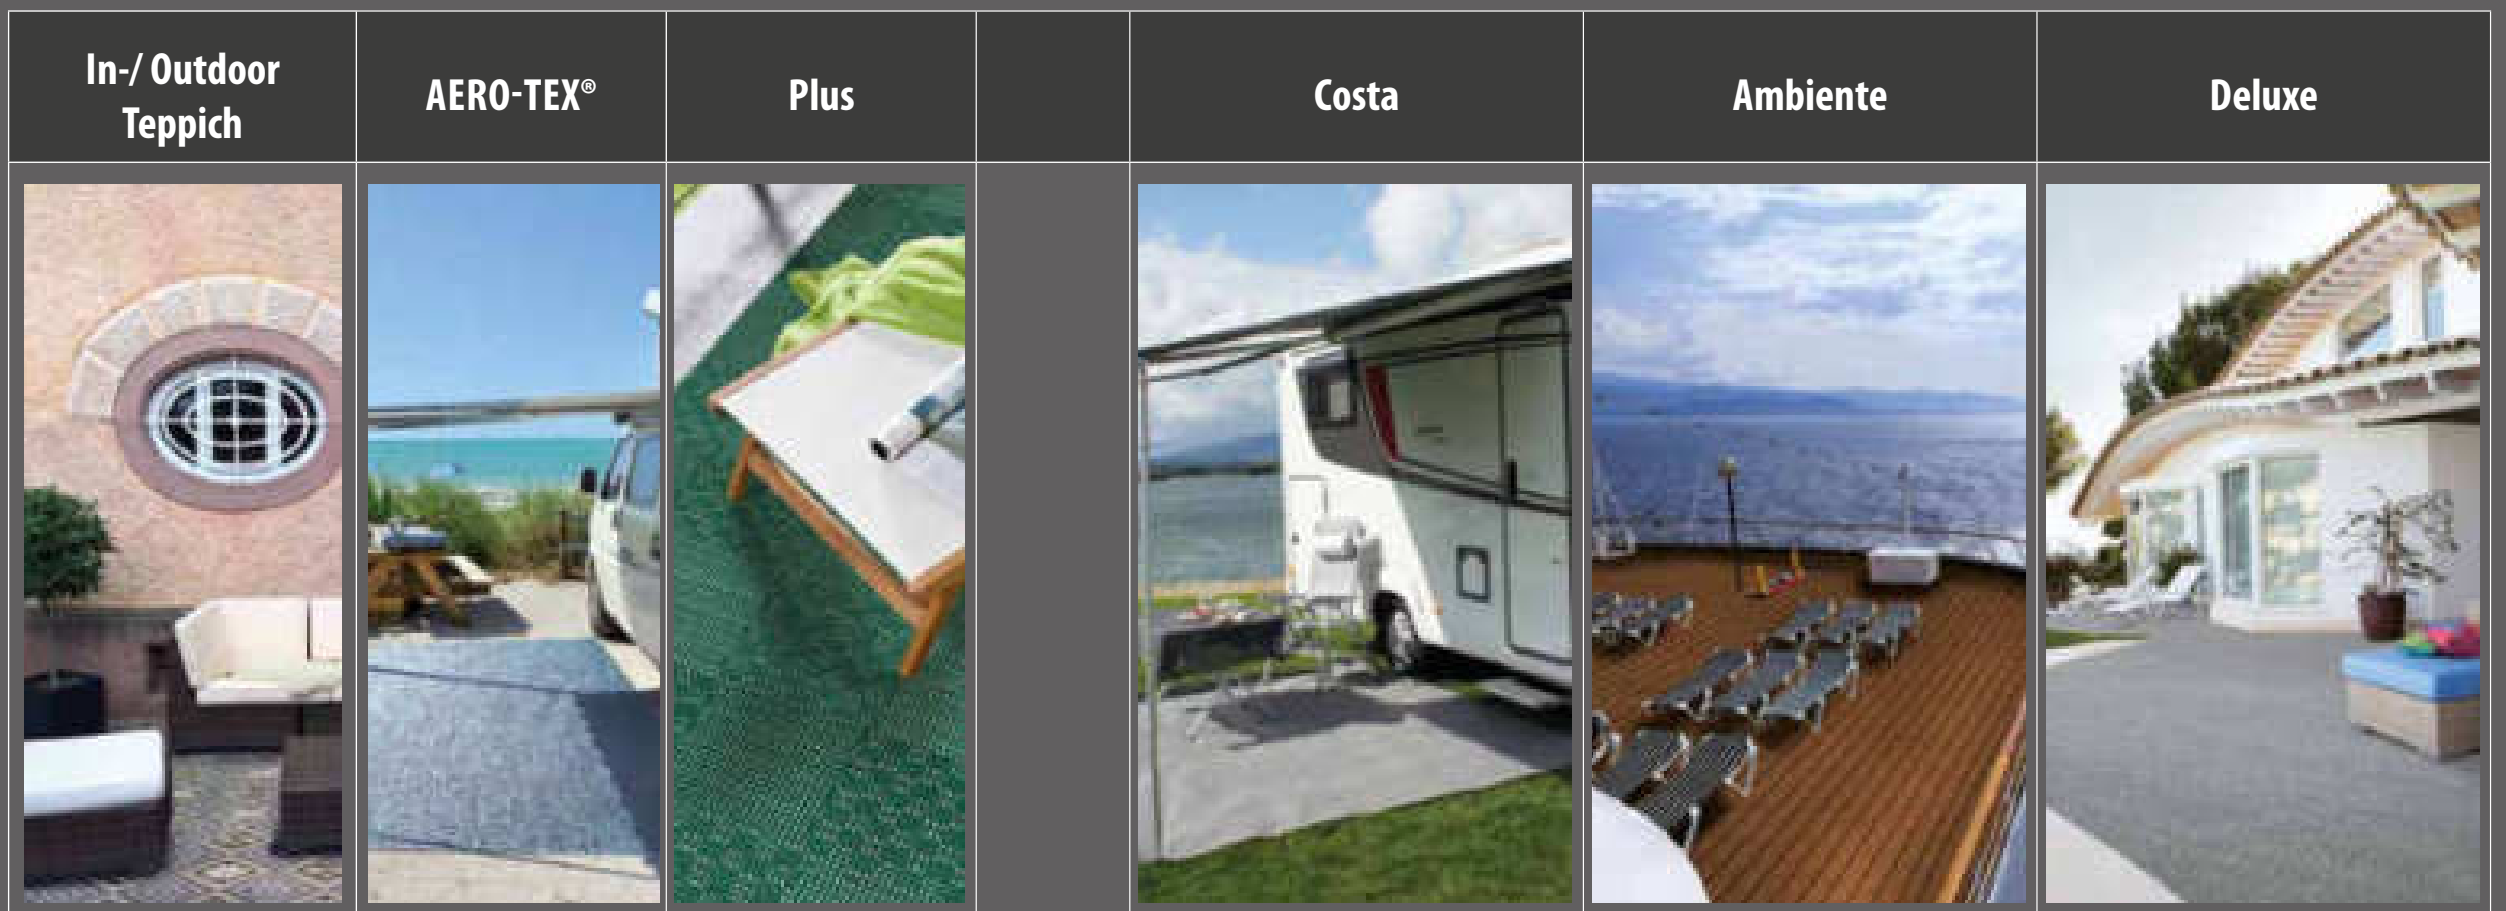 In-/ Outdoor
Teppich
AERO-TEX®
Plus
Costa
Ambiente
Deluxe